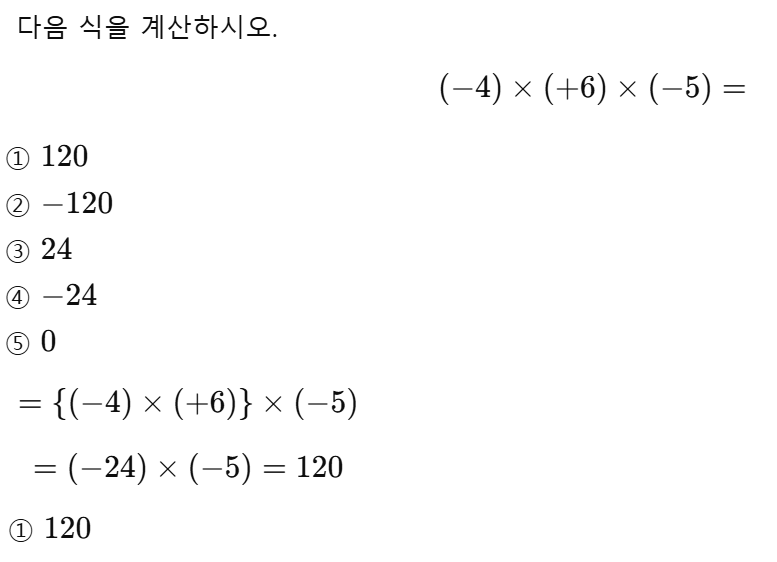 다음 식을 계산하시오.
(−4) × (+6) × (−5) =
① 120
② −120
③ 24
④ −24
⑤ 0
= {(−4) × (+6)} × (−5)
= (−24) × (−5) = 120
① 120